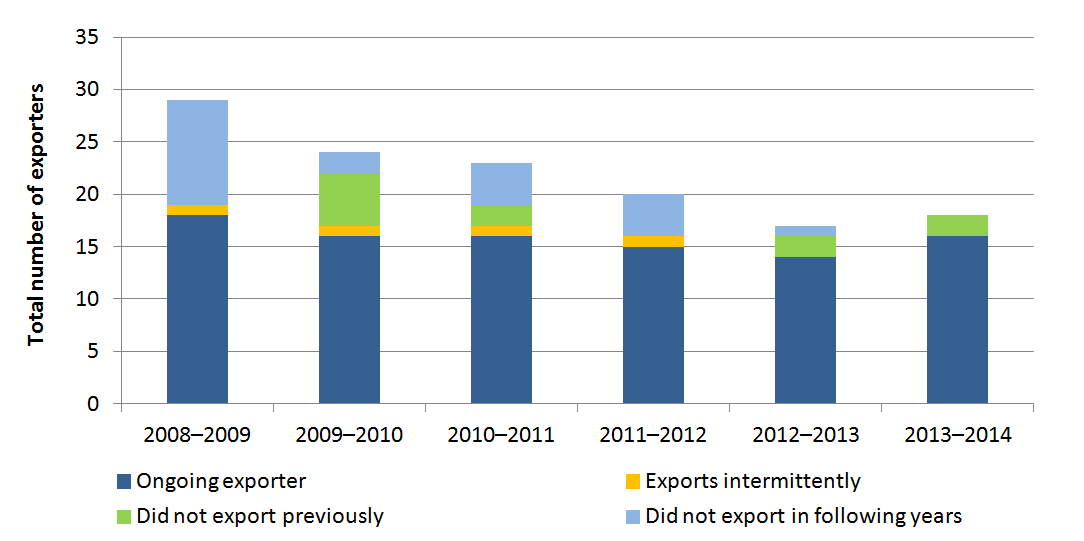 Total number of exporters
35
30
25
20
15
10
5
0
2008–2009 2009–2010 2010–2011 2011–2012 2012–2013 2013–2014
Ongoing exporter Exports intermittently
Did not export previously Did not export in following years